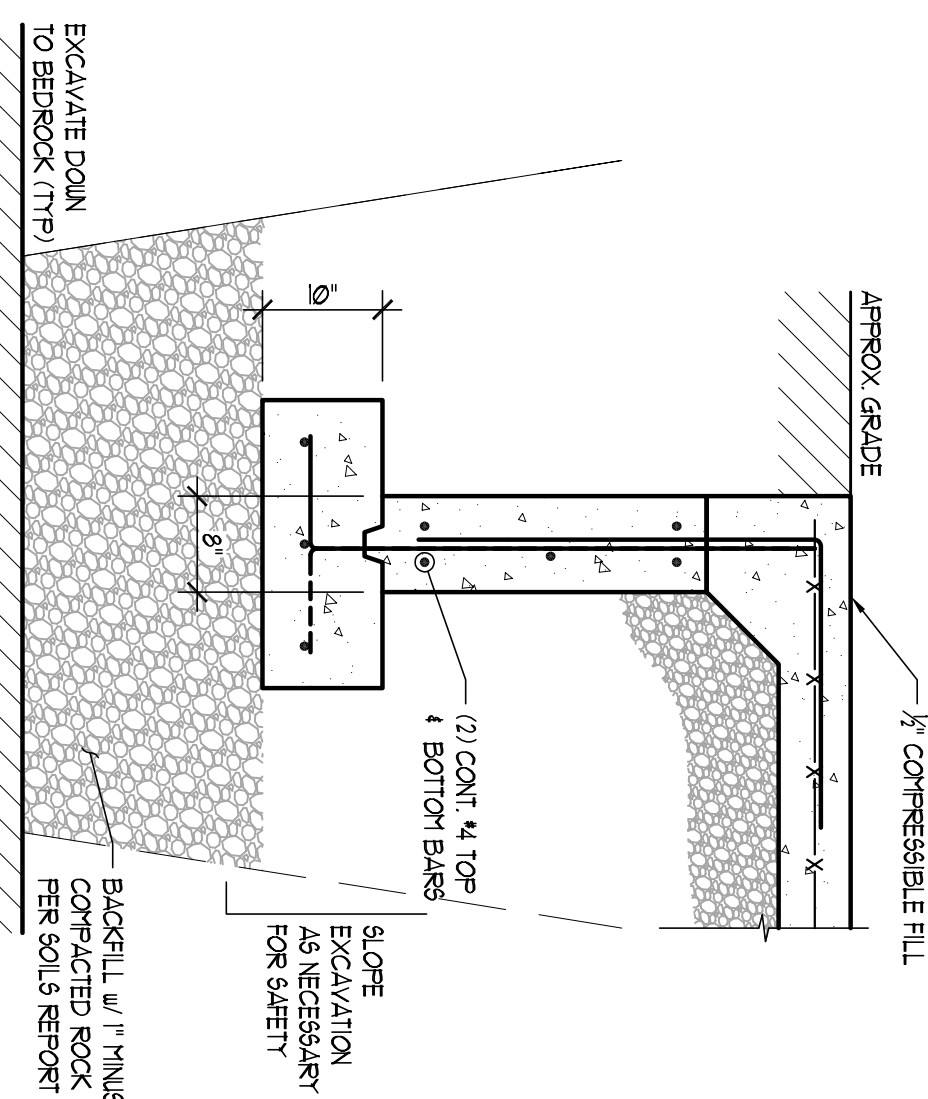 ½" COMPRESSIBLE FILL
APPROX. GRADE
(2) CONT. #4 TOP
& BOTTOM BARS
10"
8"
SLOPE
EXCAVATION
AS NECESSARY
FOR SAFETY
BACKFILL w/ 1" MINUS
COMPACTED ROCK
PER SOILS REPORT
EXCAVATE DOWN
TO BEDROCK (TYP)